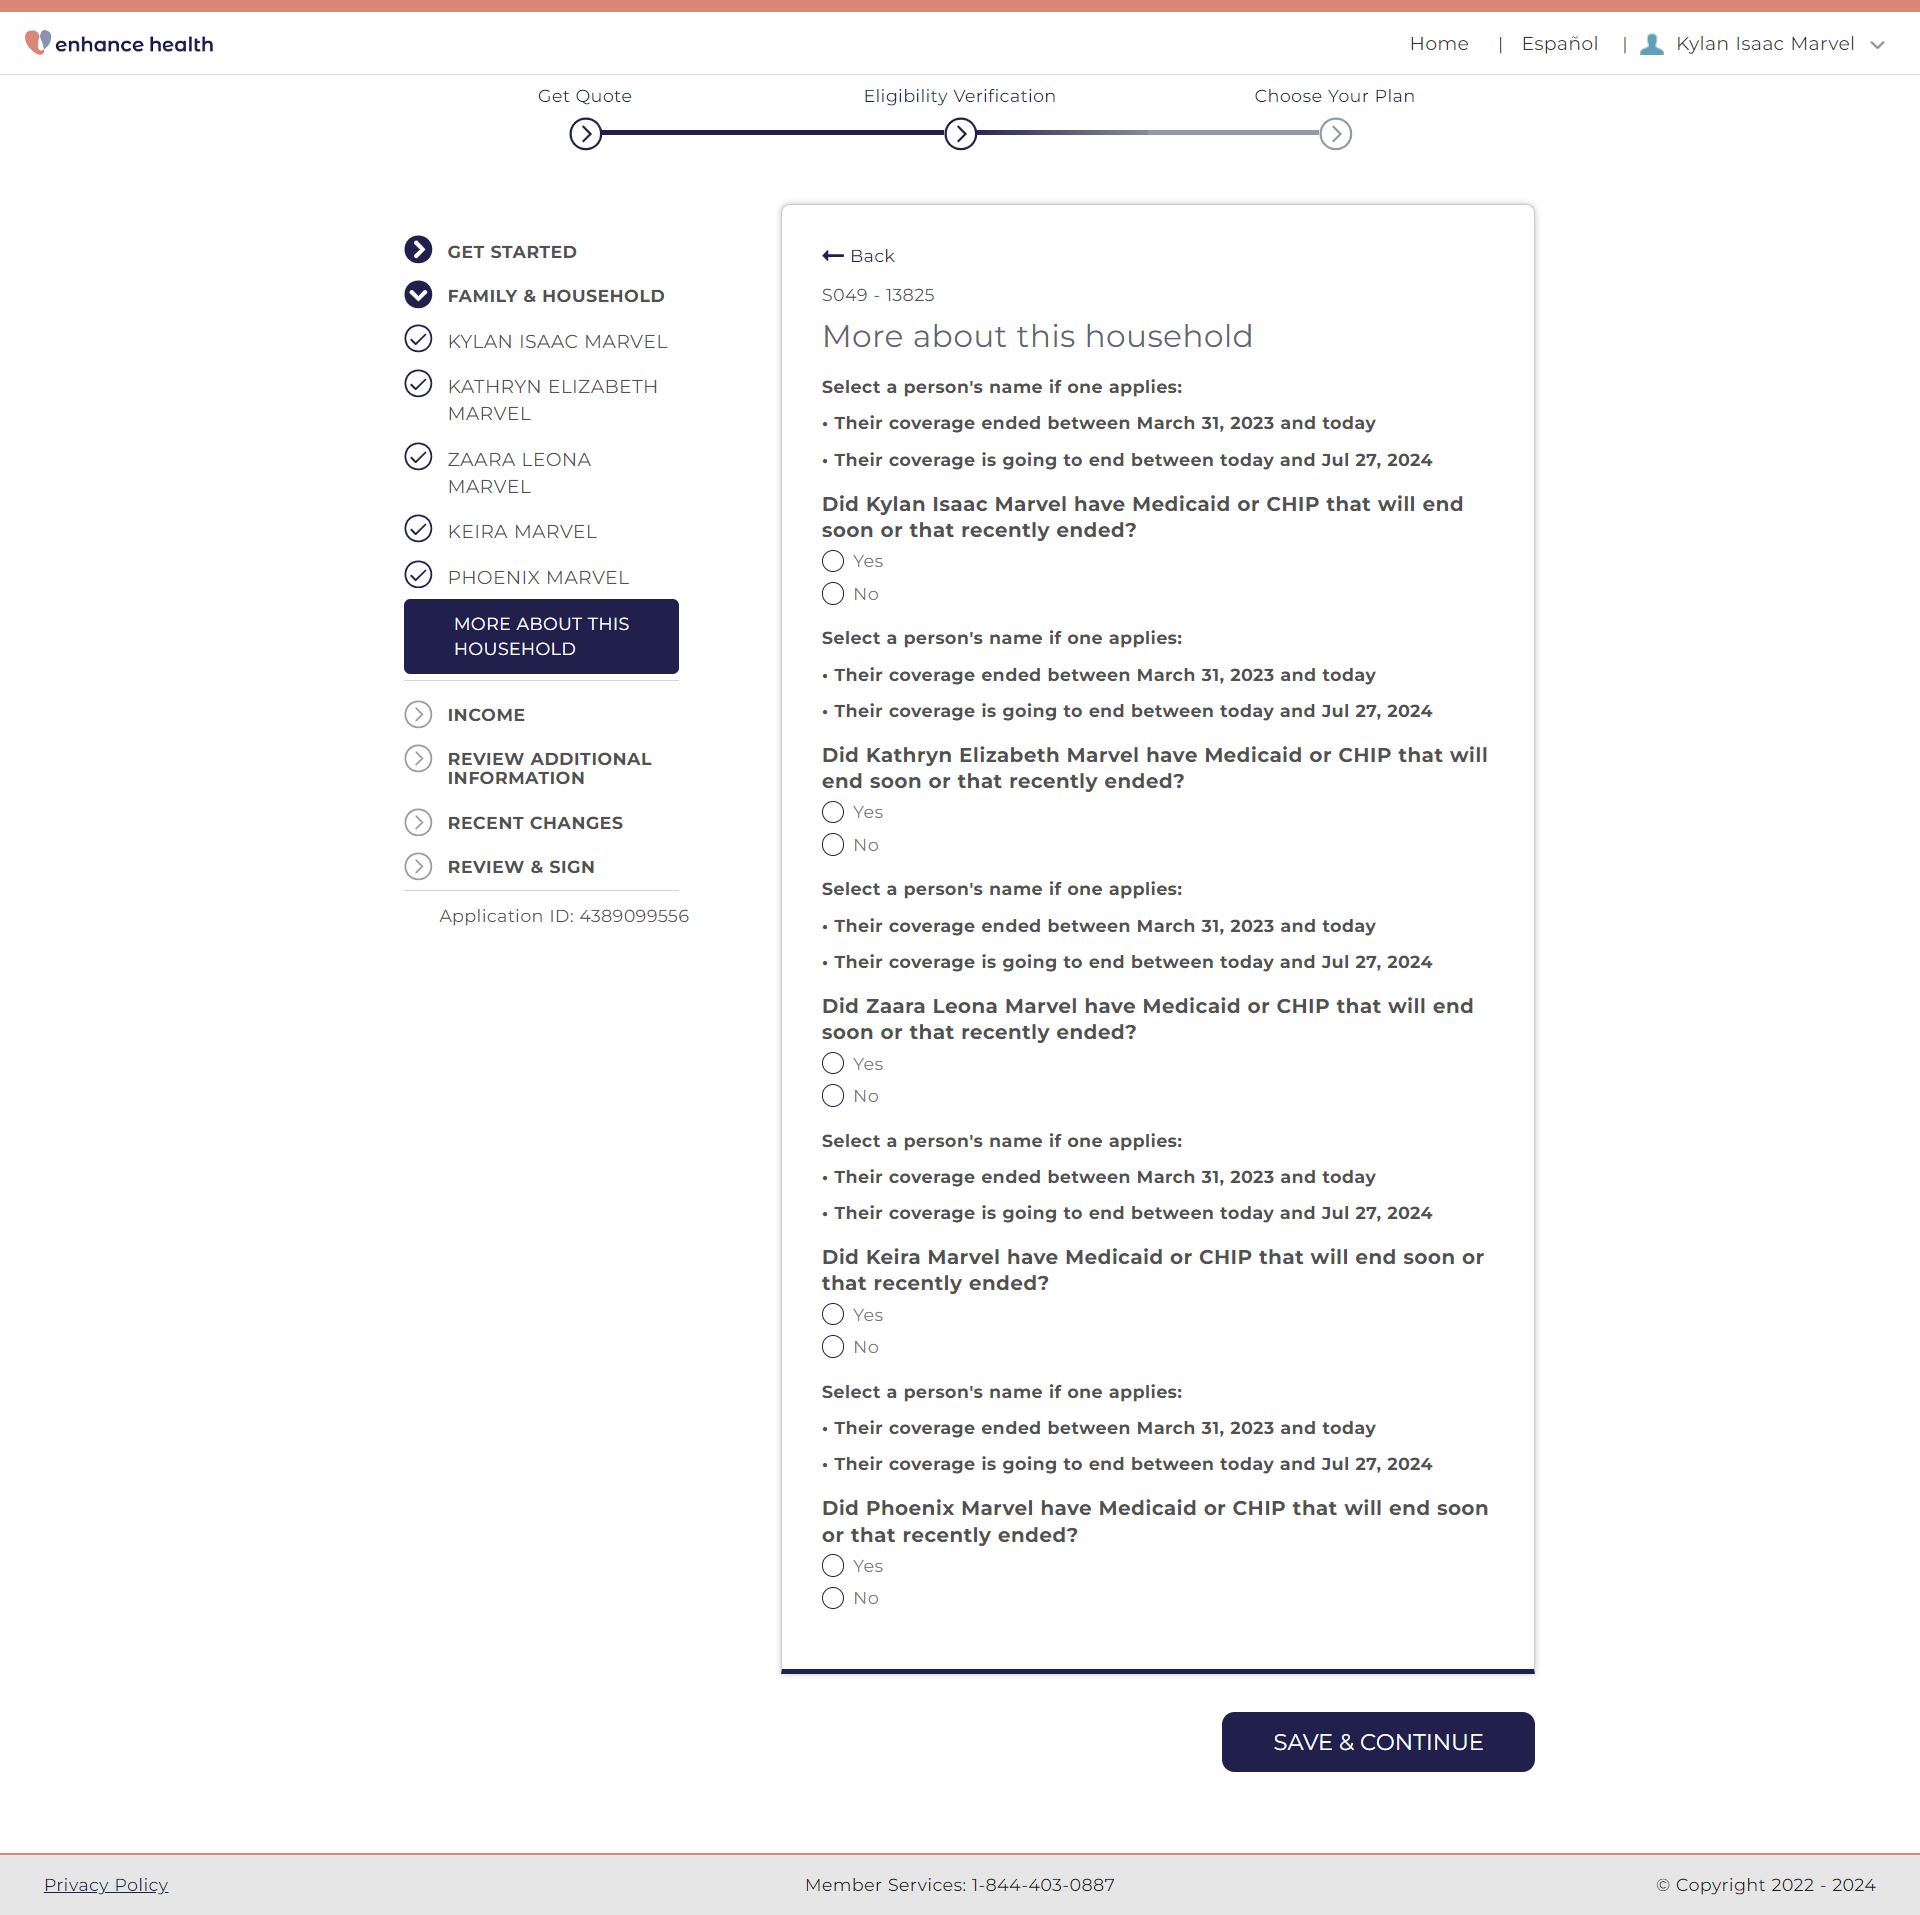 enhance health
Home | Español | Kylan Isaac Marvel
Get Quote
Eligibility Verification
Choose Your Plan
GET STARTED
FAMILY & HOUSEHOLD
KYLAN ISAAC MARVEL
KATHRYN ELIZABETH
MARVEL
ZAARA LEONA
MARVEL
KEIRA MARVEL
PHOENIX MARVEL
MORE ABOUT THIS
HOUSEHOLD
INCOME
REVIEW ADDITIONAL
INFORMATION
RECENT CHANGES
REVIEW & SIGN
Application ID: 4389099556
Back
S049 - 13825
More about this household
Select a person's name if one applies:
• Their coverage ended between March 31, 2023 and today
• Their coverage is going to end between today and Jul 27, 2024
Did Kylan Isaac Marvel have Medicaid or CHIP that will end
soon or that recently ended?
Yes
No
Select a person's name if one applies:
• Their coverage ended between March 31, 2023 and today
• Their coverage is going to end between today and Jul 27, 2024
Did Kathryn Elizabeth Marvel have Medicaid or CHIP that will
end soon or that recently ended?
Yes
No
Select a person's name if one applies:
• Their coverage ended between March 31, 2023 and today
• Their coverage is going to end between today and Jul 27, 2024
Did Zaara Leona Marvel have Medicaid or CHIP that will end
soon or that recently ended?
Yes
No
Select a person's name if one applies:
• Their coverage ended between March 31, 2023 and today
• Their coverage is going to end between today and Jul 27, 2024
Did Keira Marvel have Medicaid or CHIP that will end soon or
that recently ended?
Yes
No
Select a person's name if one applies:
• Their coverage ended between March 31, 2023 and today
• Their coverage is going to end between today and Jul 27, 2024
Did Phoenix Marvel have Medicaid or CHIP that will end soon
or that recently ended?
Yes
No
SAVE & CONTINUE
Privacy Policy
Member Services: 1-844-403-0887
© Copyright 2022 - 2024